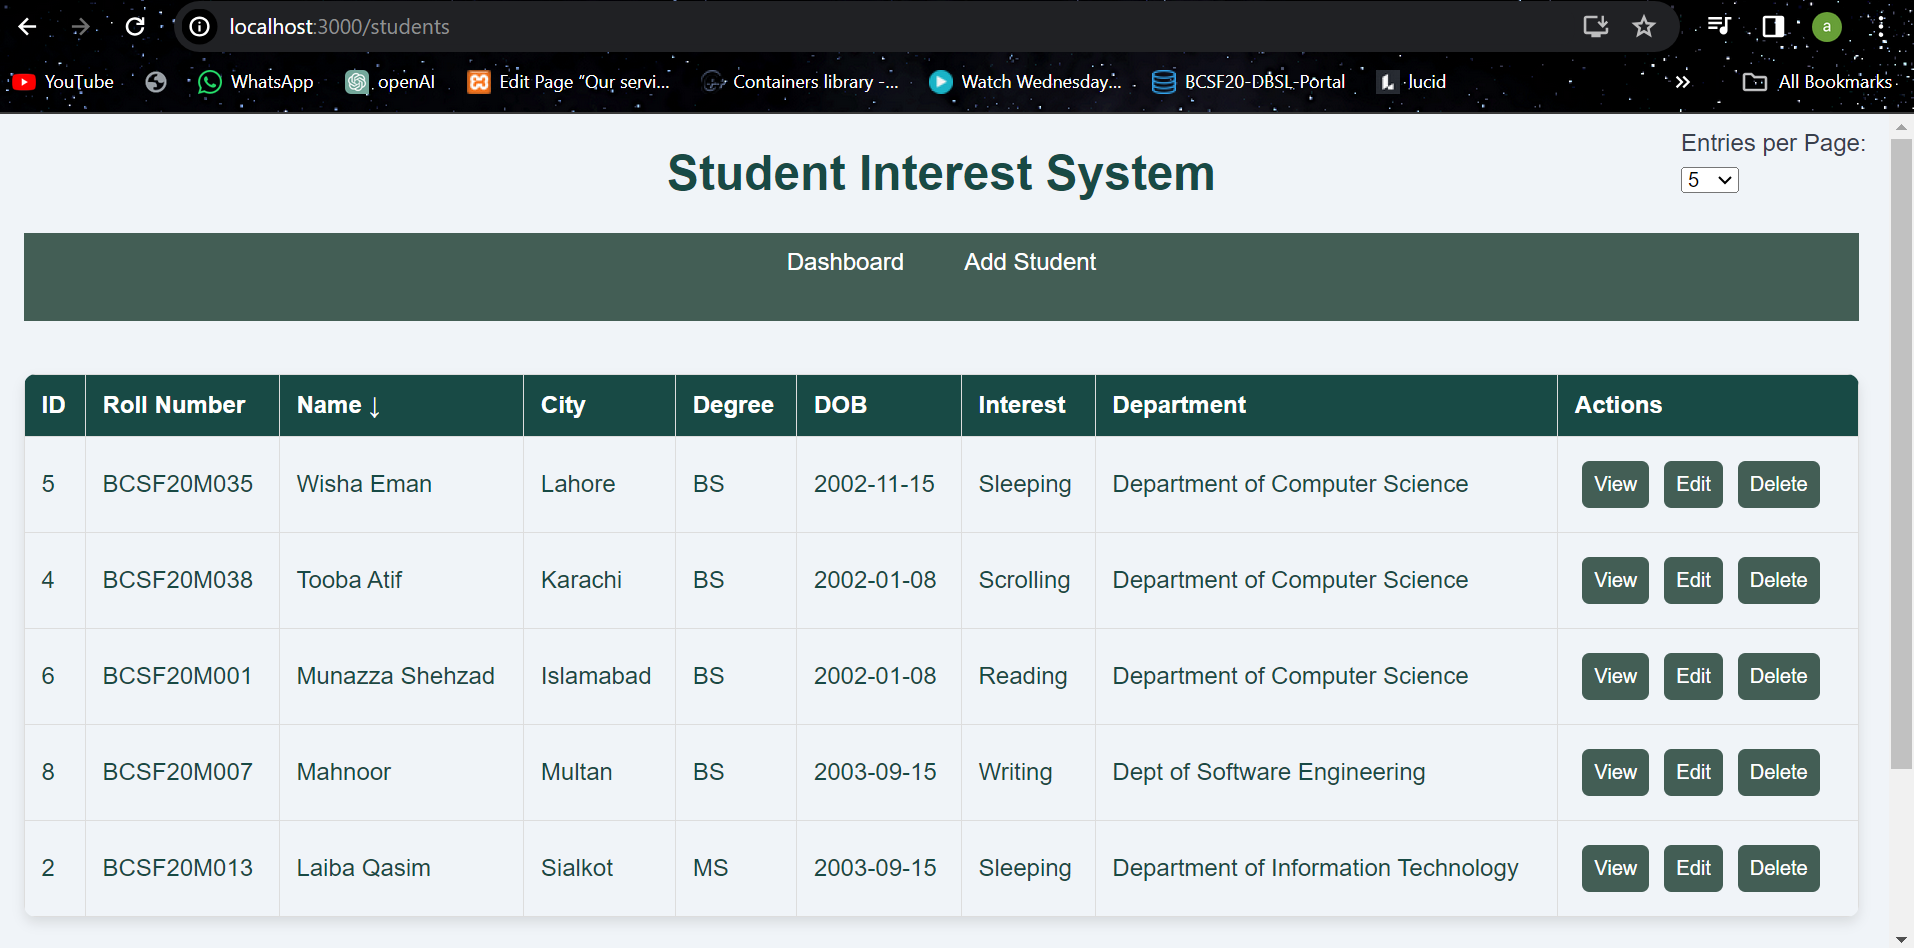 localhost:3000/students
a
YouTube WhatsApp openAI Edit Page “Qur servi... Containers library -... Watch Wednesday... BCSF20-DBSL-Portal lucid » All Bookmarks
Entries per Page:
Student Interest System
5
Dashboard Add Student
ID Roll Number Name ↓ City Degree DOB Interest Department Actions
5 BCSF20M035 Wisha Eman Lahore BS 2002-11-15 Sleeping Department of Computer Science View Edit Delete
4 BCSF20M038 Tooba Atif Karachi BS 2002-01-08 Scrolling Department of Computer Science View Edit Delete
6 BCSF20M001 Munazza Shehzad Islamabad BS 2002-01-08 Reading Department of Computer Science View Edit Delete
8 BCSF20M007 Mahnoor Multan BS 2003-09-15 Writing Dept of Software Engineering View Edit Delete
2 BCSF20M013 Laiba Qasim Sialkot MS 2003-09-15 Sleeping Department of Information Technology View Edit Delete